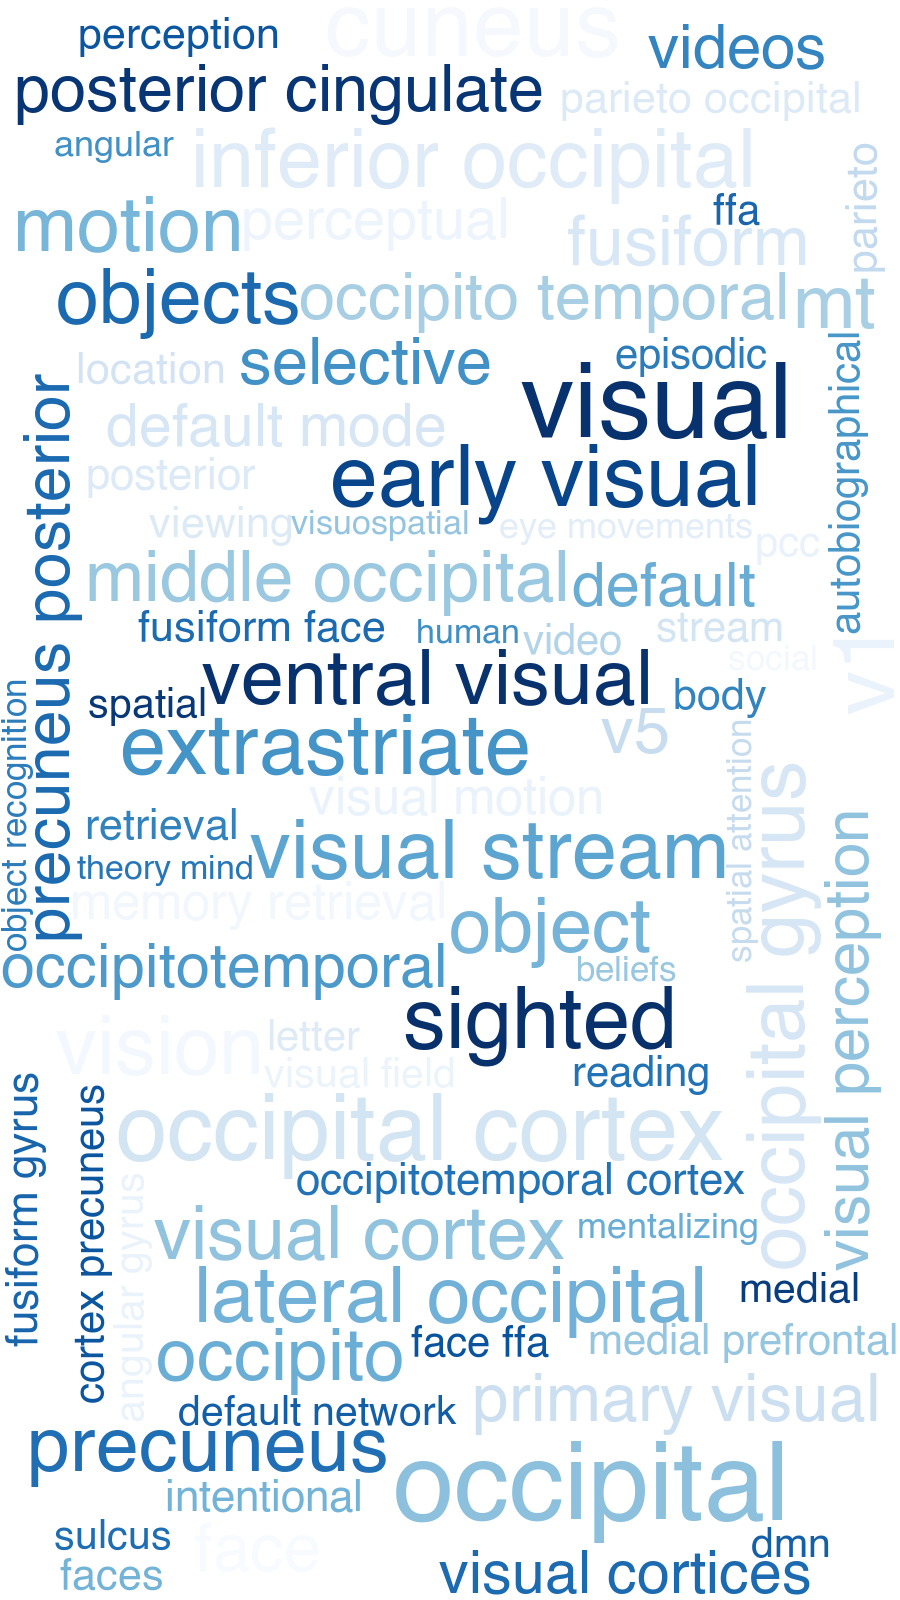 cuneus
perception
videos
posterior cingulate
parieto occipital
angular
inferior occipital
parieto
ffa
motion
perceptual
fusiform
objects
occipito temporal
mt
location
selective
episodic
autobiographical
visual
default mode
precuneus posterior
early visual
posterior
viewing
visuospatial
eye movements
pcc
middle occipital
default
fusiform face
human
video
stream
v1
social
ventral visual
spatial
body
object recognition
extrastriate
v5
spatial attention
occipital gyrus
visual motion
retrieval
visual stream
visual perception
theory mind
memory retrieval
object
occipitotemporal
beliefs
sighted
vision
letter
visual field
reading
fusiform gyrus
cortex precuneus
occipital cortex
occipitotemporal cortex
angular gyrus
visual cortex
mentalizing
lateral occipital
medial
occipito
face ffa
medial prefrontal
primary visual
default network
precuneus
occipital
intentional
sulcus
face
dmn
faces
visual cortices